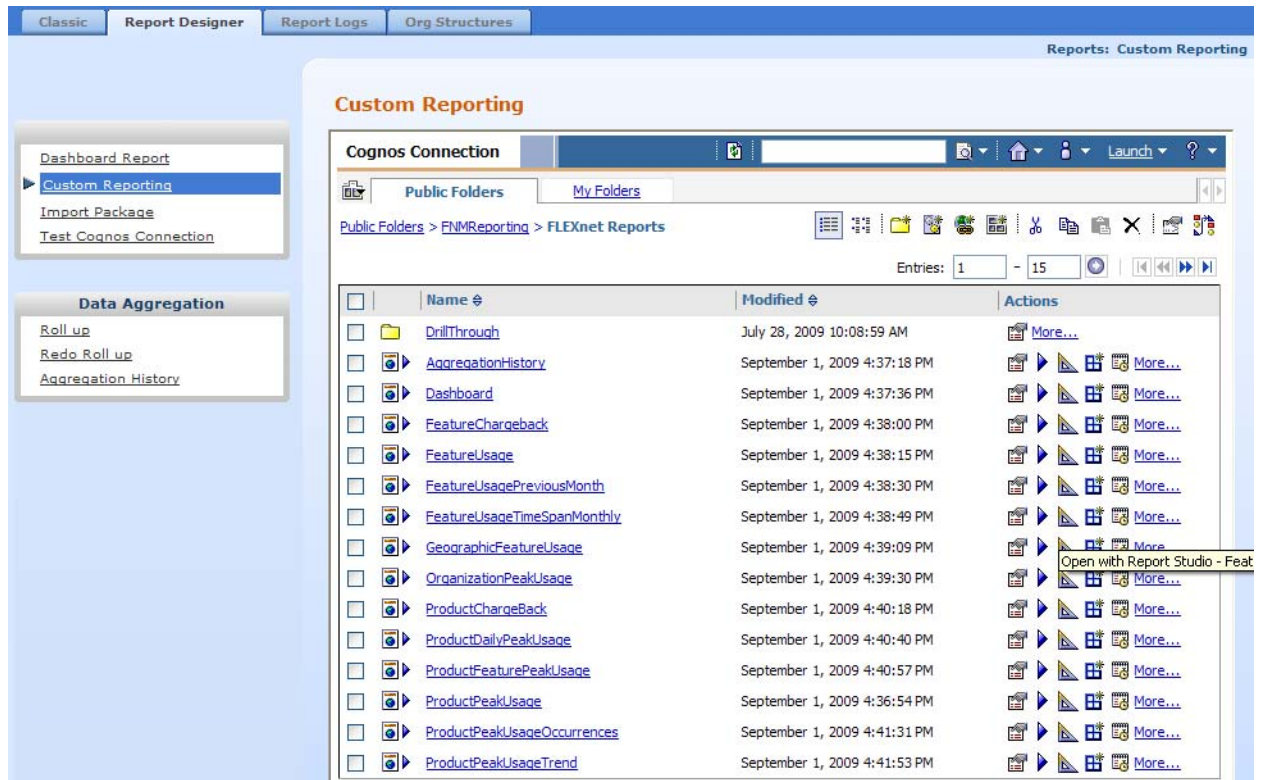 Classic Report Designer Report Logs Org Structures
Reports: Custom Reporting
Dashboard Report
Custom Reporting
Import Package
Test Cognos Connection
Data Aggregation
Roll up
Redo Roll up
Aggregation History
Custom Reporting
Cognos Connection Launch ?
Public Folders My Folders
Public Folders > FNMReporting > FLEXnet Reports
Entries: 1 - 15
Name Modified Actions
DrillThrough July 28, 2009 10:08:59 AM More...
AggregationHistory September 1, 2009 4:37:18 PM More...
Dashboard September 1, 2009 4:37:36 PM More...
FeatureChargeback September 1, 2009 4:38:00 PM More...
FeatureUsage September 1, 2009 4:38:15 PM More...
FeatureUsagePreviousMonth September 1, 2009 4:38:30 PM More...
FeatureUsageTimeSpanMonthly September 1, 2009 4:38:49 PM More...
GeographicFeatureUsage September 1, 2009 4:39:09 PM More...
Open with Report Studio - Feat
OrganizationPeakUsage September 1, 2009 4:39:30 PM More...
ProductChargeBack September 1, 2009 4:40:18 PM More...
ProductDailyPeakUsage September 1, 2009 4:40:40 PM More...
ProductFeaturePeakUsage September 1, 2009 4:40:57 PM More...
ProductPeakUsage September 1, 2009 4:36:54 PM More...
ProductPeakUsageOccurrences September 1, 2009 4:41:31 PM More...
ProductPeakUsageTrend September 1, 2009 4:41:53 PM More...